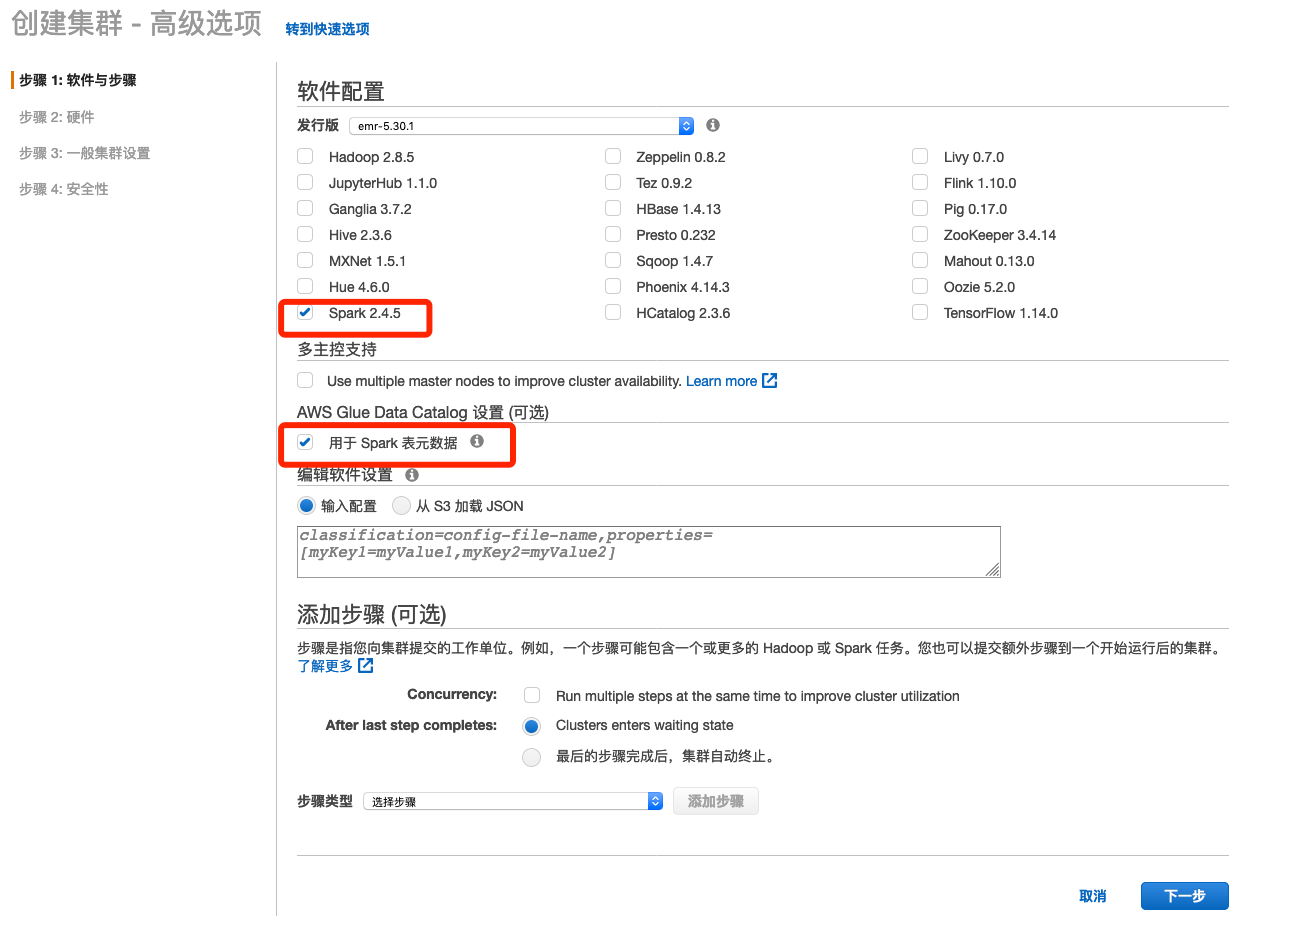 创建集群 - 高级选项 转到快速选项
步骤 1: 软件与步骤
步骤 2: 硬件
步骤 3: 一般集群设置
步骤 4: 安全性
软件配置
发行版 emr-5.30.1
Hadoop 2.8.5 Zeppelin 0.8.2 Livy 0.7.0
JupyterHub 1.1.0 Tez 0.9.2 Flink 1.10.0
Ganglia 3.7.2 HBase 1.4.13 Pig 0.17.0
Hive 2.3.6 Presto 0.232 ZooKeeper 3.4.14
MXNet 1.5.1 Sqoop 1.4.7 Mahout 0.13.0
Hue 4.6.0 Phoenix 4.14.3 Oozie 5.2.0
Spark 2.4.5 HCatalog 2.3.6 TensorFlow 1.14.0
多主控支持
Use multiple master nodes to improve cluster availability. Learn more
AWS Glue Data Catalog 设置 (可选)
用于 Spark 表元数据
编辑软件设置
输入配置 从 S3 加载 JSON
classification=config-file-name,properties=
[myKey1=myValue1,myKey2=myValue2]
添加步骤 (可选)
步骤是指您向集群提交的工作单位。例如，一个步骤可能包含一个或更多的 Hadoop 或 Spark 任务。您也可以提交额外步骤到一个开始运行后的集群。
了解更多
Concurrency: Run multiple steps at the same time to improve cluster utilization
After last step completes: Clusters enters waiting state
最后的步骤完成后，集群自动终止。
步骤类型 选择步骤 添加步骤
取消 下一步